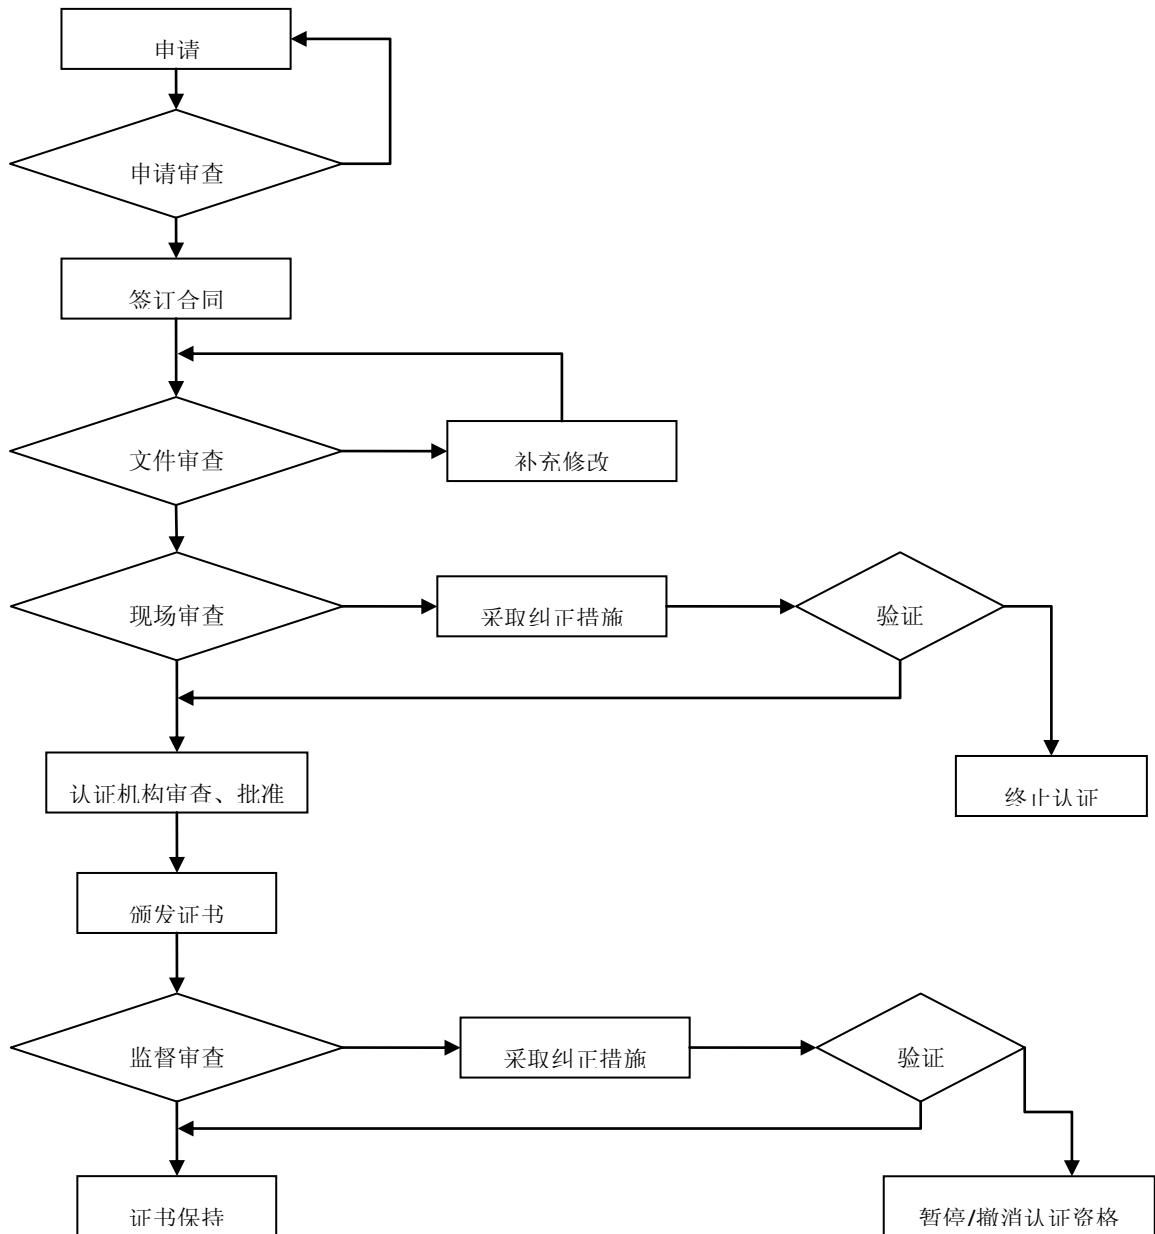 申请
申请审查
签订合同
文件审查
补充修改
现场审查
采取纠正措施
验证
认证机构审查、批准
终止认证
颁发证书
监督审查
采取纠正措施
验证
证书保持
暂停/撤消认证资格